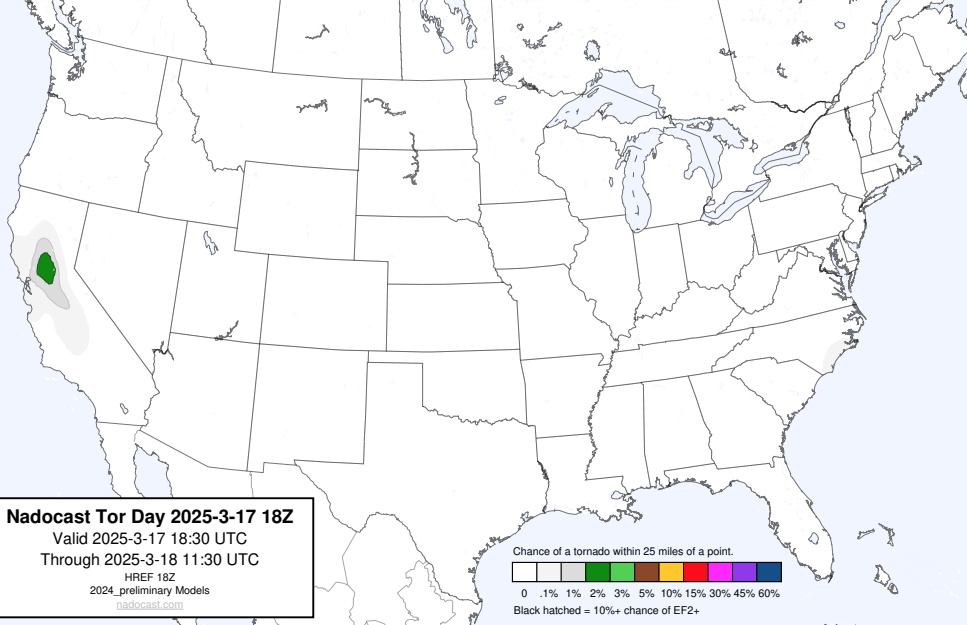 Nadocast Tor Day 2025-3-17 18Z
Valid 2025-3-17 18:30 UTC
Through 2025-3-18 11:30 UTC
HREF 18Z
2024_preliminary Models
nadocast.com
Chance of a tornado within 25 miles of a point.
0 .1% 1% 2% 3% 5% 10% 15% 30% 45% 60%
Black hatched = 10%+ chance of EF2+